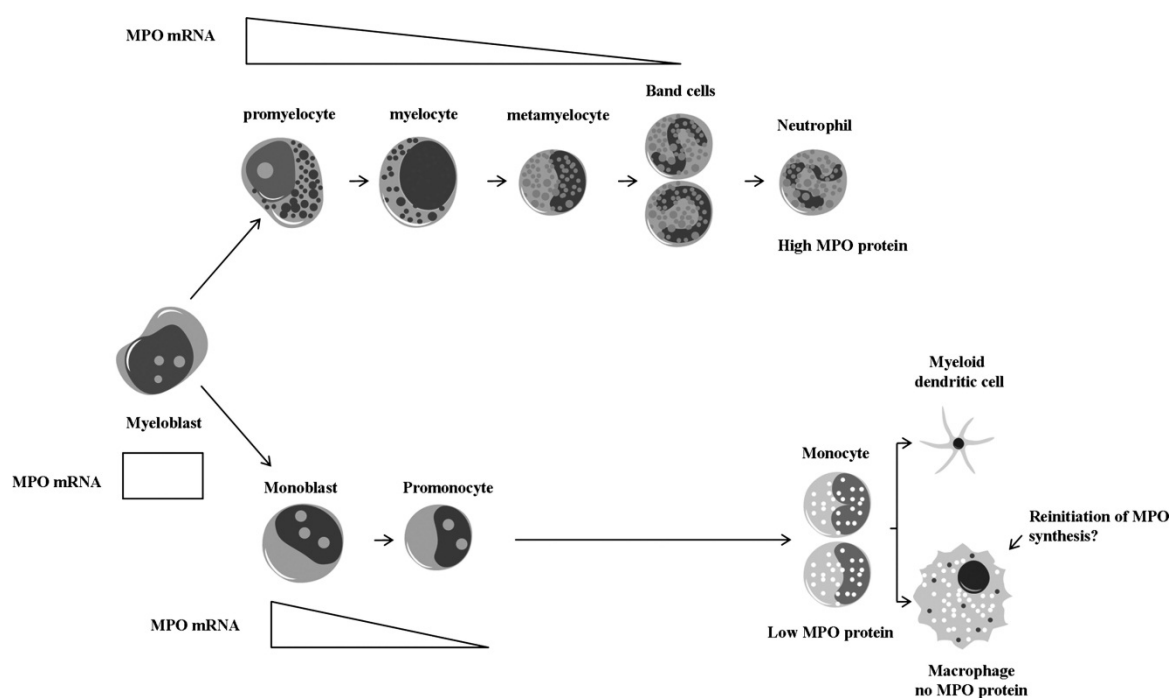 MPO mRNA
Band cells
promyelocyte
myelocyte
metamyelocyte
Neutrophil
High MPO protein
Myeloblast
MPO mRNA
Monoblast
Promonocyte
MPO mRNA
Monocyte
Low MPO protein
Myeloid
dendritic cell
Reinitiation of MPO
synthesis?
Macrophage
no MPO protein